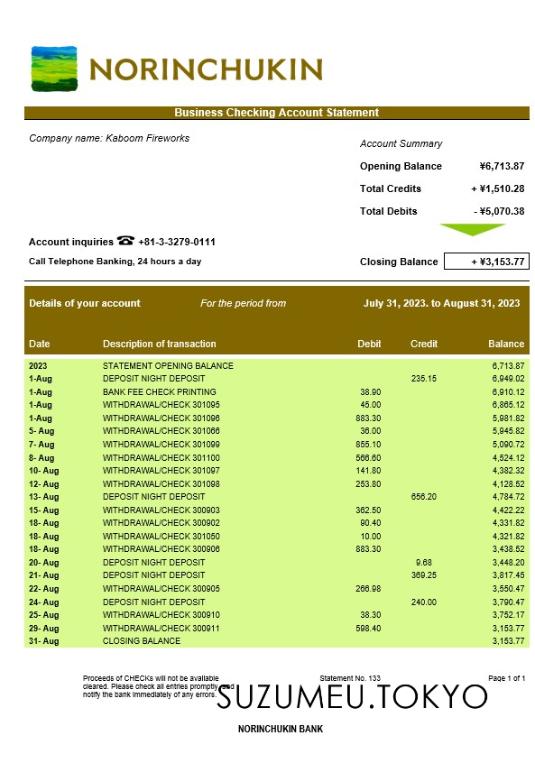 NORINCHUKIN
Business Checking Account Statement
Company name: Kaboom Fireworks
Account Summary
Opening Balance ¥6,713.87
Total Credits + ¥1,510.28
Total Debits - ¥5,070.38
Account inquiries ☎ +81-3-3279-0111
Call Telephone Banking, 24 hours a day
Closing Balance + ¥3,153.77
Details of your account For the period from July 31, 2023. to August 31, 2023
Date Description of transaction Debit Credit Balance
2023 STATEMENT OPENING BALANCE 6,713.87
1-Aug DEPOSIT NIGHT DEPOSIT 235.15 6,949.02
1-Aug BANK FEE CHECK PRINTING 38.90 6,910.12
1-Aug WITHDRAWAL/CHECK 301095 45.00 6,865.12
1-Aug WITHDRAWAL/CHECK 301096 883.30 5,981.82
5- Aug WITHDRAWAL/CHECK 301066 36.00 5,945.82
7- Aug WITHDRAWAL/CHECK 301099 855.10 5,090.72
8- Aug WITHDRAWAL/CHECK 301100 566.60 4,524.12
10- Aug WITHDRAWAL/CHECK 301097 141.80 4,382.32
12- Aug WITHDRAWAL/CHECK 301098 253.80 4,128.52
13- Aug DEPOSIT NIGHT DEPOSIT 656.20 4,784.72
15- Aug WITHDRAWAL/CHECK 300903 362.50 4,422.22
18- Aug WITHDRAWAL/CHECK 300902 90.40 4,331.82
18- Aug WITHDRAWAL/CHECK 301050 10.00 4,321.82
18- Aug WITHDRAWAL/CHECK 300906 883.30 3,438.52
20- Aug DEPOSIT NIGHT DEPOSIT 9.68 3,448.20
21- Aug DEPOSIT NIGHT DEPOSIT 369.25 3,817.45
22- Aug WITHDRAWAL/CHECK 300905 266.98 3,550.47
24- Aug DEPOSIT NIGHT DEPOSIT 240.00 3,790.47
25- Aug WITHDRAWAL/CHECK 300910 38.30 3,752.17
29- Aug WITHDRAWAL/CHECK 300911 598.40 3,153.77
31- Aug CLOSING BALANCE 3,153.77
Proceeds of CHECKs will not be available Statement No. 133 Page 1 of 1
cleared. Please check all entries promptly and
notify the bank immediately of any errors.
SUZUMEU.TOKYO
NORINCHUKIN BANK